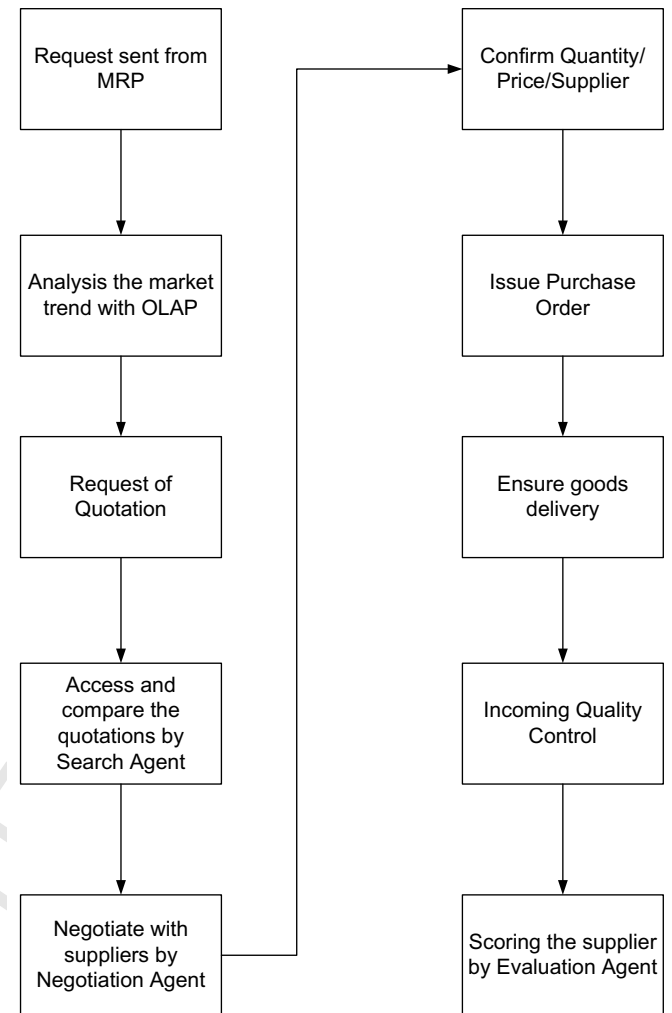 Request sent from
MRP
Analysis the market
trend with OLAP
Request of
Quotation
Access and
compare the
quotations by
Search Agent
Negotiate with
suppliers by
Negotiation Agent
Confirm Quantity/
Price/Supplier
Issue Purchase
Order
Ensure goods
delivery
Incoming Quality
Control
Scoring the supplier
by Evaluation Agent